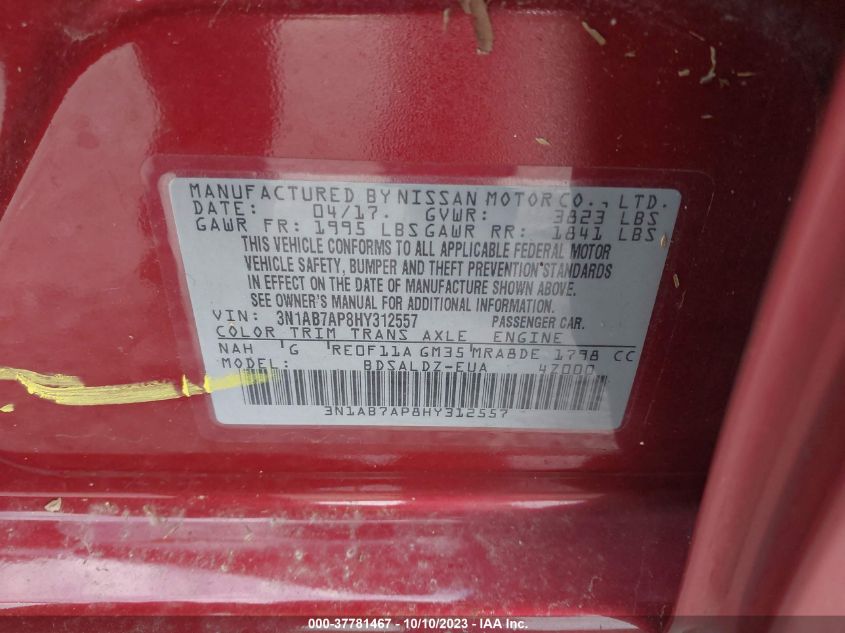 MANUFACTURED BY NISSAN MOTOR CO., LTD.
DATE: 04/17. GVWR: 3823 LBS
GAWR FR: 1995 LBS GAWR RR: 1841 LBS
THIS VEHICLE CONFORMS TO ALL APPLICABLE FEDERAL MOTOR
VEHICLE SAFETY, BUMPER AND THEFT PREVENTION STANDARDS
IN EFFECT ON THE DATE OF MANUFACTURE SHOWN ABOVE.
SEE OWNER'S MANUAL FOR ADDITIONAL INFORMATION.
VIN: 3N1AB7AP8HY312557 PASSENGER CAR.
COLOR TRIM TRANS AXLE ENGINE
NAH G RE0F11A GM35 MRA8DE 1798 CC
MODEL: BDSALDZ-EUA 4Z000
3N1AB7AP8HY312557
000-37781467 - 10/10/2023 - IAA Inc.